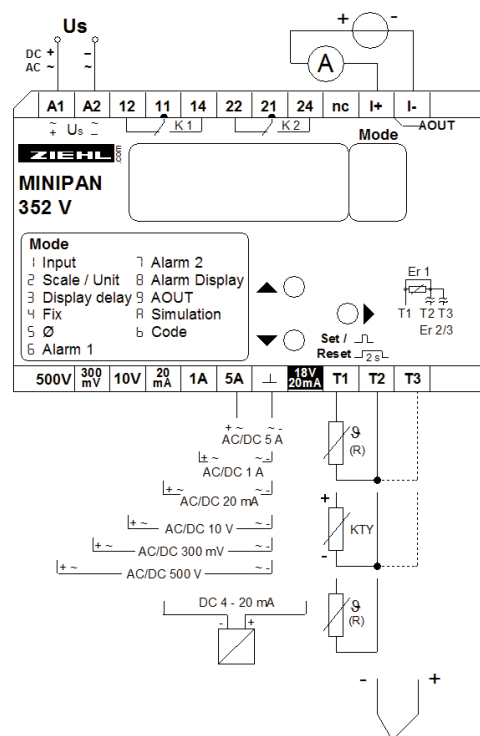 Us
DC + -
AC ~ ~
+ -
A
A1 A2 12 11 14 22 21 24 nc I+ I-
~ ~
+ Us -
K 1
K 2
AOUT
Mode
ZIEHL.com
MINIPAN
352 V
Mode
1 Input
2 Scale / Unit
3 Display delay
4 Fix
5 Ø
6 Alarm 1
7 Alarm 2
8 Alarm Display
9 AOUT
A Simulation
b Code
Er 1
T1 T2 T3
Er 2/3
Set /
Reset 2 s
500V 300 mV 10V 20 mA 1A 5A ⊥ 18V 20mA T1 T2 T3
+ ~ ~ -
AC/DC 5 A
+ ~ ~ -
AC/DC 1 A
+ ~ ~ -
AC/DC 20 mA
+ ~ ~ -
AC/DC 10 V
+ ~ ~ -
AC/DC 300 mV
+ ~ ~ -
AC/DC 500 V
DC 4 - 20 mA
- +
ϑ
(R)
+
KTY
-
ϑ
(R)
- +